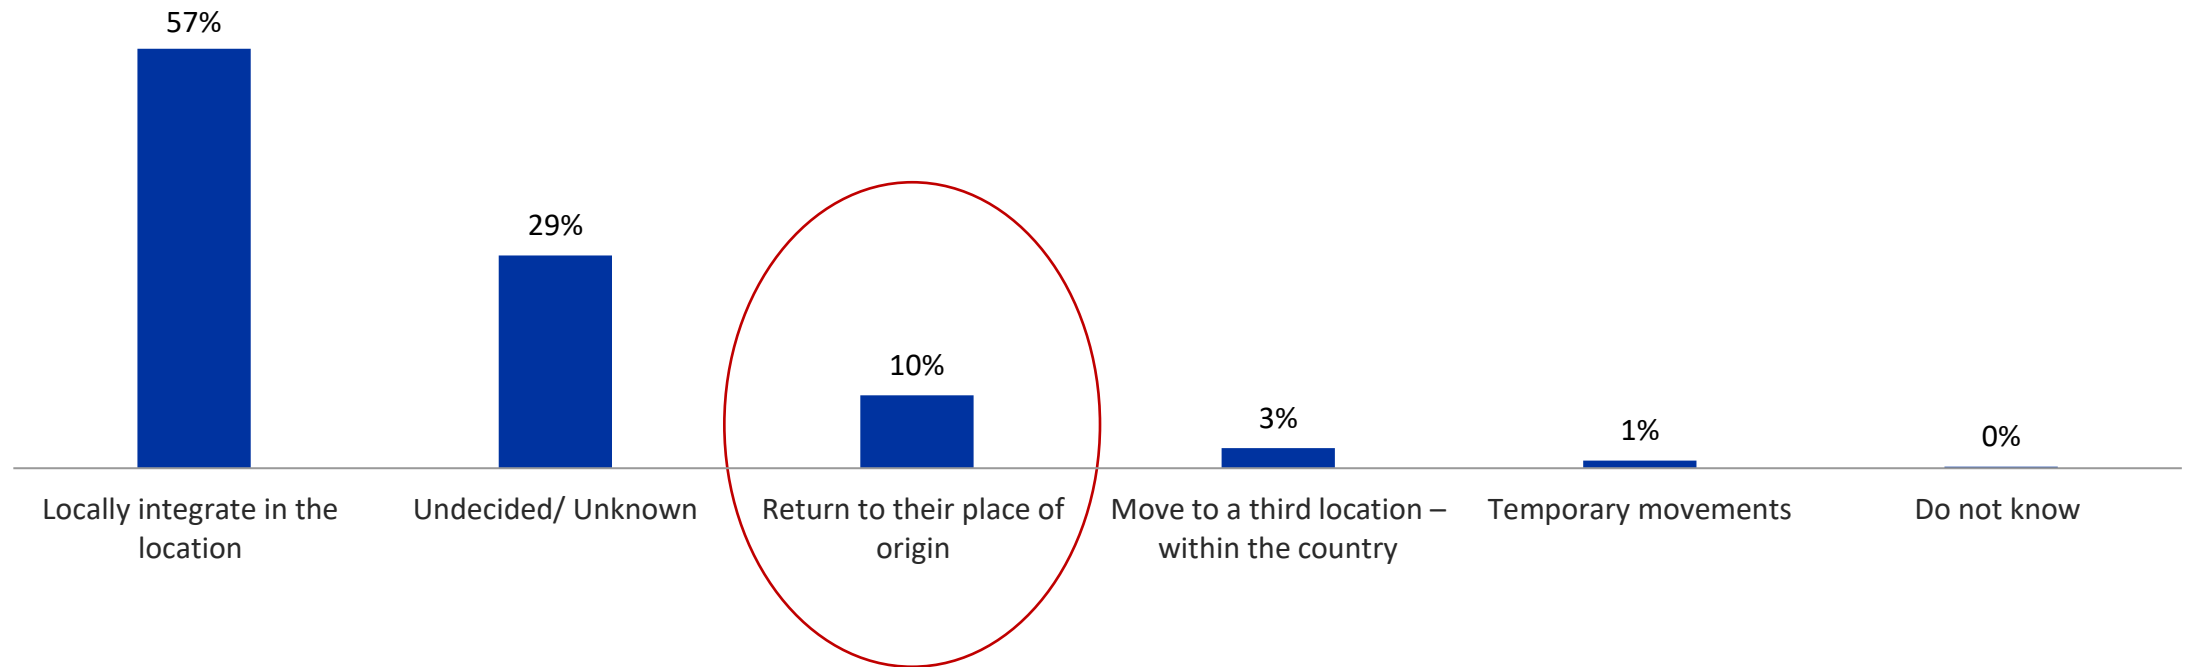 57%
29%
10%
3%
1%
0%
Locally integrate in the
location
Undecided/ Unknown
Return to their place of
origin
Move to a third location –
within the country
Temporary movements
Do not know